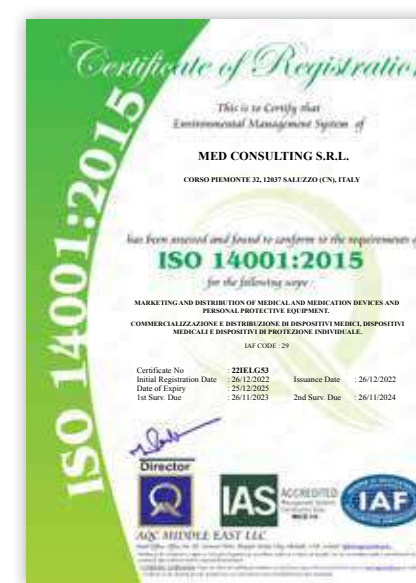 Certificate of Registratio
This is to Certify that
Environmental Management System of
MED CONSULTING S.R.L.
CORSO PIEMONTE 32, 12037 SALUZZO (CN), ITALY
has been assessed and found to conform to the requirements o
ISO 14001:2015
for the following scope
MARKETING AND DISTRIBUTION OF MEDICAL AND MEDICATION DEVICES AND
PERSONAL PROTECTIVE EQUIPMENT.
COMMERCIALIZZAZIONE E DISTRIBUZIONE DI DISPOSITIVI MEDICI, DISPOSITIVI
MEDICALI E DISPOSITIVI DI PROTEZIONE INDIVIDUALE.
IAF CODE : 29
Certificate No : 22IELG53
Initial Registration Date : 26/12/2022 Issuance Date : 26/12/2022
Date of Expiry : 25/12/2025
1st Surv. Due : 26/11/2023 2nd Surv. Due : 26/11/2024
Director
IAS ACCREDITED
IAF
AQC MIDDLE EAST LLC
ISO 14001:2015